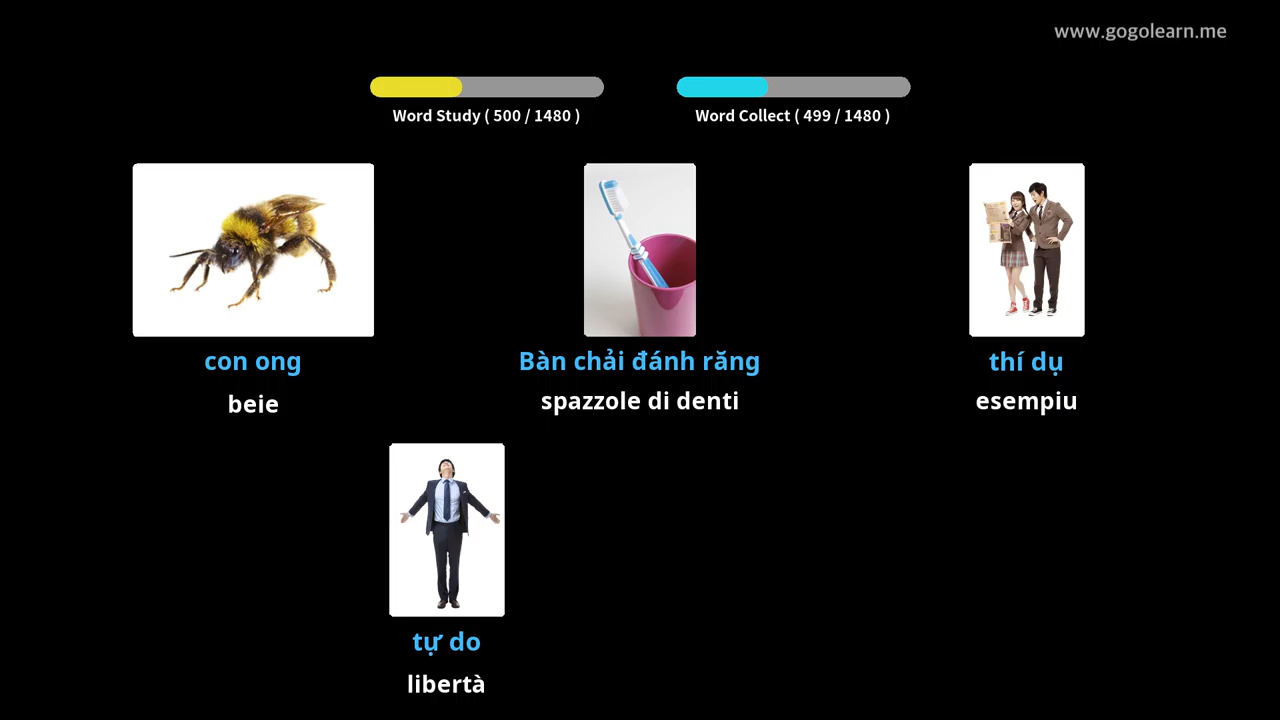 www.gogolearn.me
Word Study ( 500 / 1480 )
Word Collect ( 499 / 1480 )
con ong
Bàn chải đánh răng
thí dụ
beie
spazzole di denti
esempiu
tự do
libertà